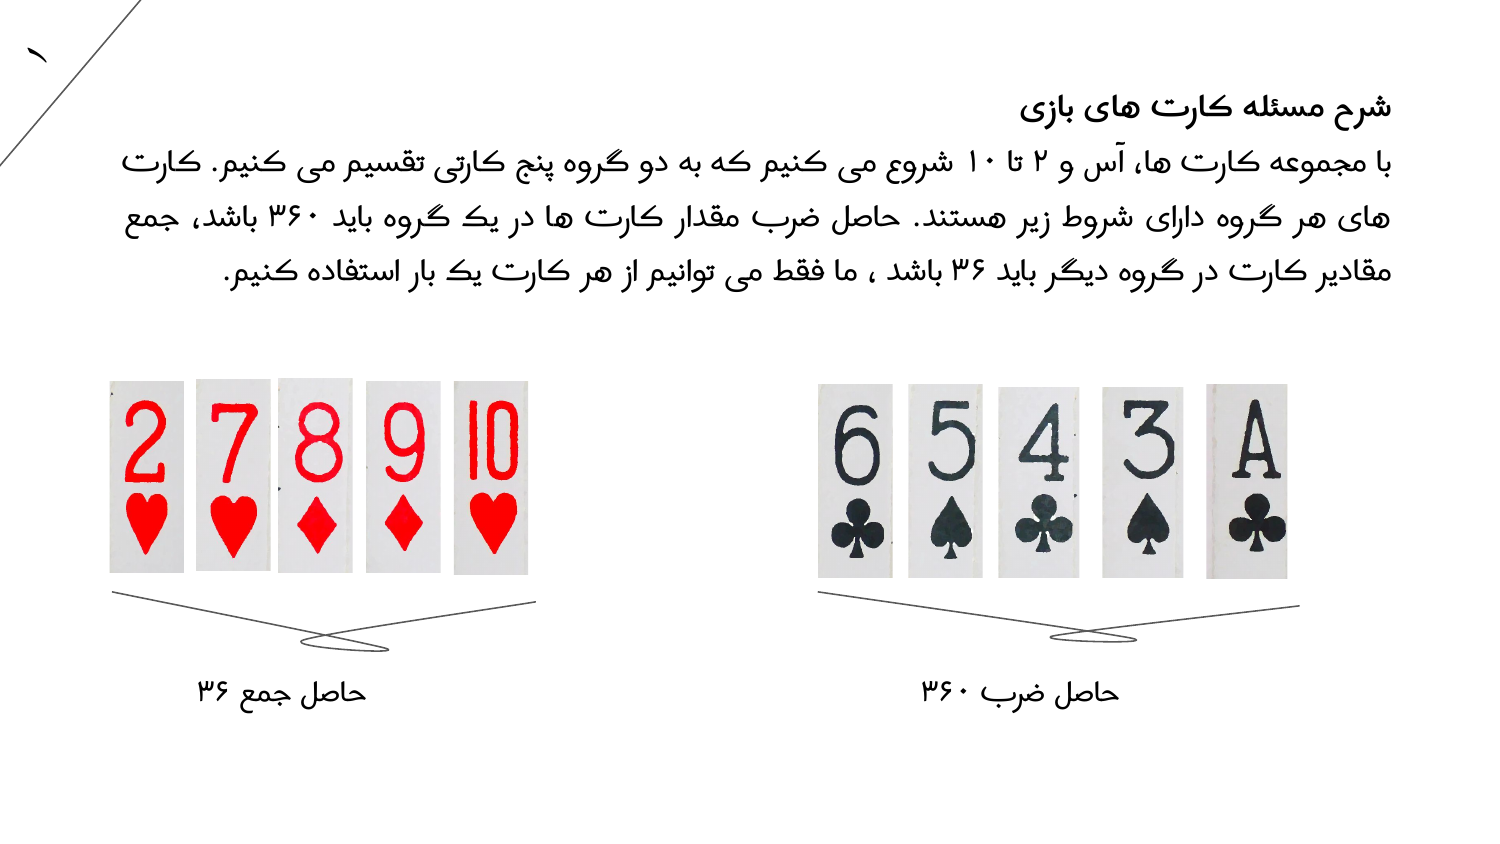 ۱
شرح مسئله کارت های بازی
با مجموعه کارت ها، آس و ۲ تا ۱۰ شروع می کنیم که به دو گروه پنج کارتی تقسیم می کنیم. کارت
های هر گروه دارای شروط زیر هستند. حاصل ضرب مقدار کارت ها در یک گروه باید ۳۶۰ باشد، جمع
مقادیر کارت در گروه دیگر باید ۳۶ باشد ، ما فقط می توانیم از هر کارت یک بار استفاده کنیم.
2 7 8 9 10
6 5 4 3 A
حاصل ضرب ۳۶۰
حاصل جمع ۳۶